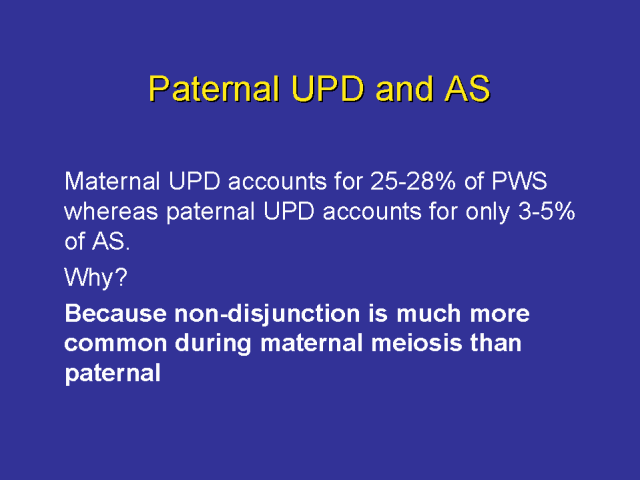 Paternal UPD and AS
Maternal UPD accounts for 25-28% of PWS
whereas paternal UPD accounts for only 3-5%
of AS.
Why?
Because non-disjunction is much more
common during maternal meiosis than
paternal